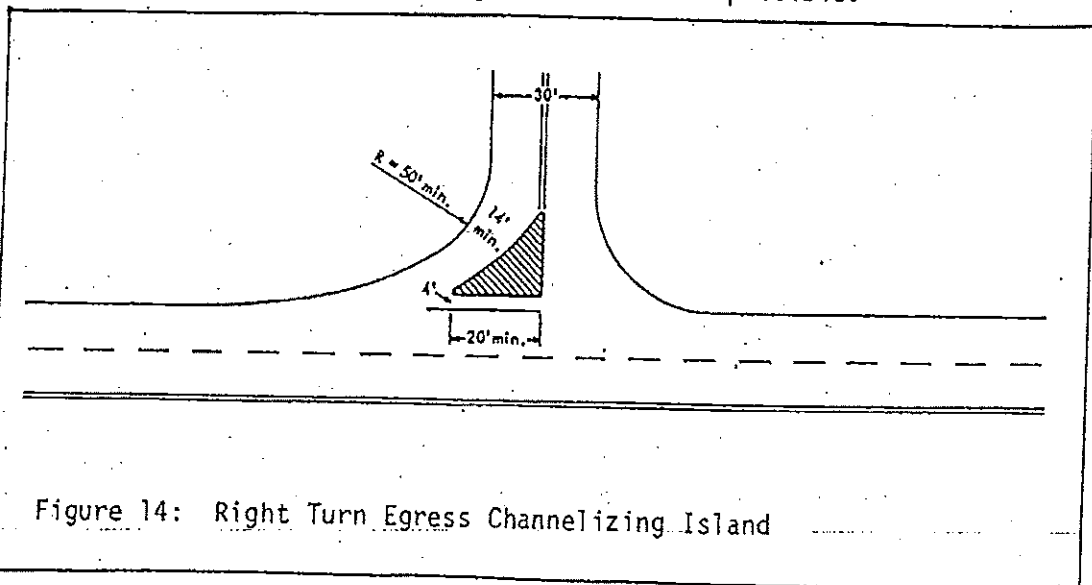 30'
R = 50' min.
14'
min.
4'
20' min.
Figure 14: Right Turn Egress Channelizing Island